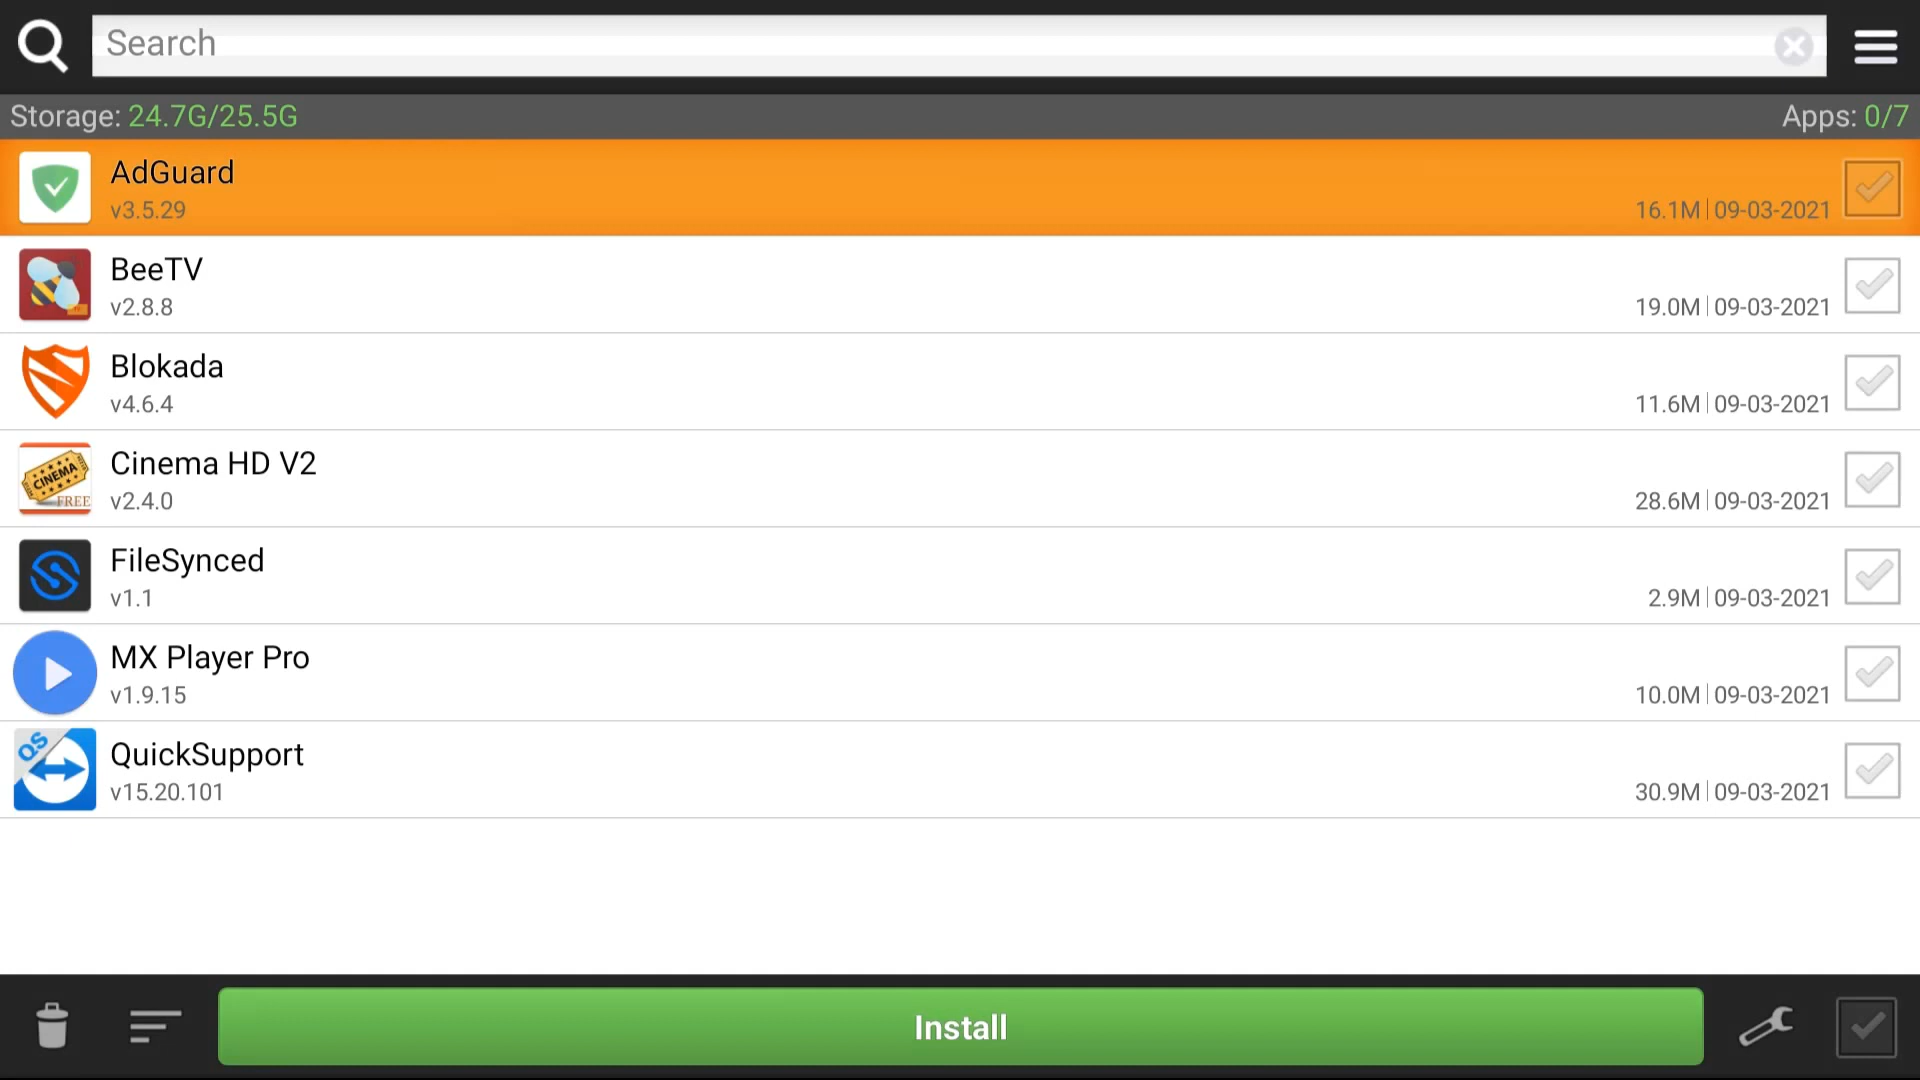 Search
Storage: 24.7G/25.5G
Apps: 0/7
AdGuard
v3.5.29
16.1M | 09-03-2021
BeeTV
v2.8.8
19.0M | 09-03-2021
Blokada
v4.6.4
11.6M | 09-03-2021
CINEMA
FREE
Cinema HD V2
v2.4.0
28.6M | 09-03-2021
FileSynced
v1.1
2.9M | 09-03-2021
MX Player Pro
v1.9.15
10.0M | 09-03-2021
QS
QuickSupport
v15.20.101
30.9M | 09-03-2021
Install